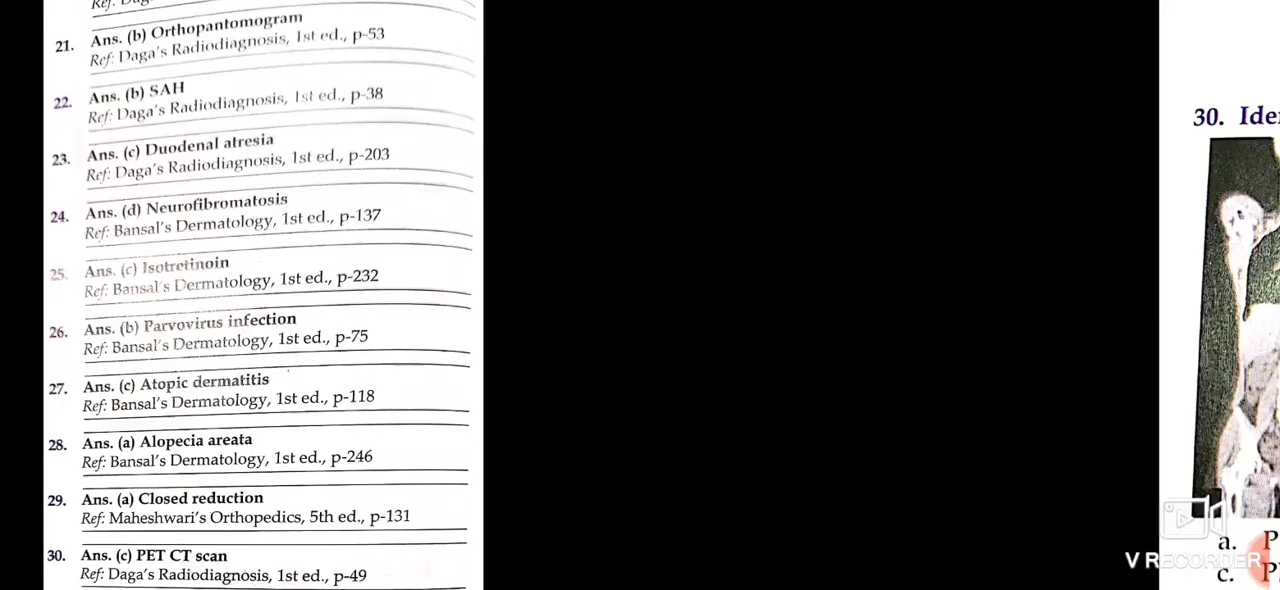 21. Ans. (b) Orthopantomogram
Ref: Daga's Radiodiagnosis, 1st ed., p-53
22. Ans. (b) SAH
Ref: Daga's Radiodiagnosis, 1st ed., p-38
23. Ans. (c) Duodenal atresia
Ref: Daga's Radiodiagnosis, 1st ed., p-203
24. Ans. (d) Neurofibromatosis
Ref: Bansal's Dermatology, 1st ed., p-137
25. Ans. (c) Isotretinoin
Ref: Bansal's Dermatology, 1st ed., p-232
26. Ans. (b) Parvovirus infection
Ref: Bansal's Dermatology, 1st ed., p-75
27. Ans. (c) Atopic dermatitis
Ref: Bansal's Dermatology, 1st ed., p-118
28. Ans. (a) Alopecia areata
Ref: Bansal's Dermatology, 1st ed., p-246
29. Ans. (a) Closed reduction
Ref: Maheshwari's Orthopedics, 5th ed., p-131
30. Ans. (c) PET CT scan
Ref: Daga's Radiodiagnosis, 1st ed., p-49
30. Ide
a. P
c. P
V RECORDER